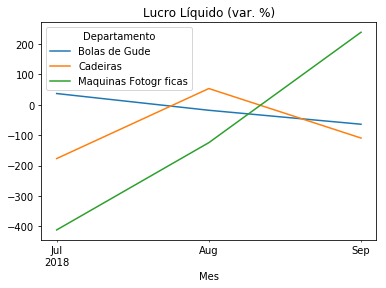 Lucro Líquido (var. %)
Departamento
Bolas de Gude
Cadeiras
Maquinas Fotogr ficas
200
100
0
−100
−200
−300
−400
Jul
2018
Aug
Sep
Mes